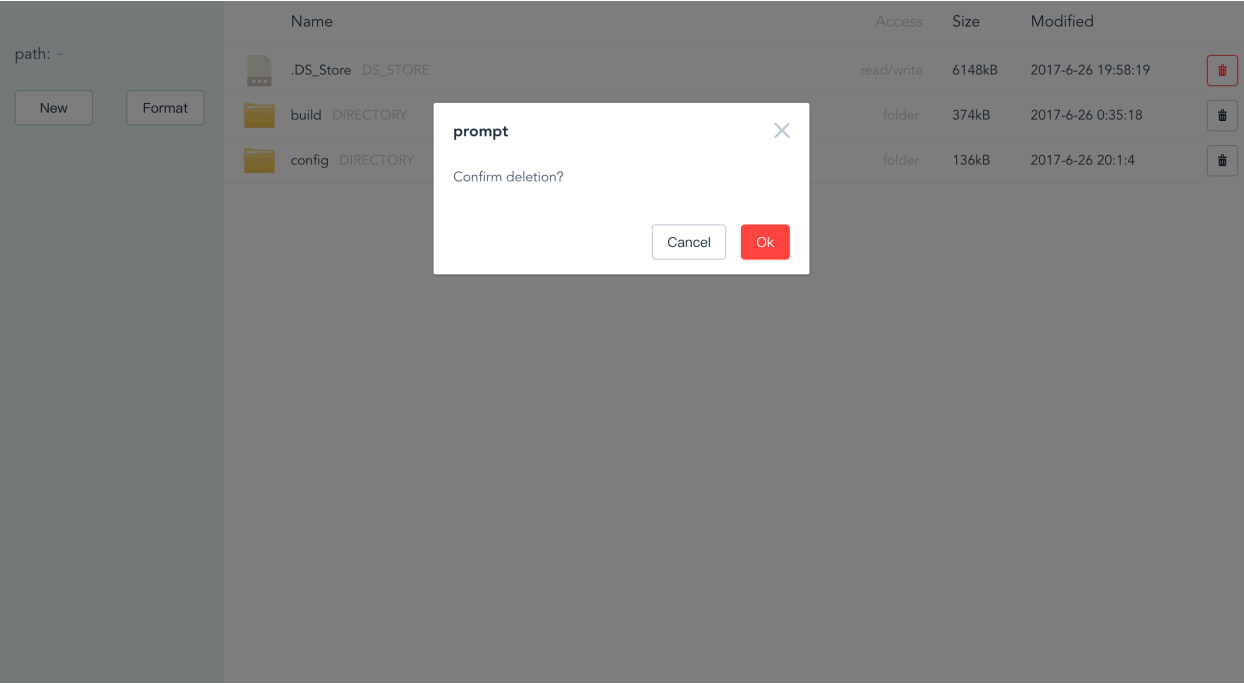 Name Access Size Modified
path: ~
.DS_Store DS_STORE read/write 6148kB 2017-6-26 19:58:19
New Format
build DIRECTORY folder 374kB 2017-6-26 0:35:18
config DIRECTORY folder 136kB 2017-6-26 20:1:4
prompt
Confirm deletion?
Cancel Ok